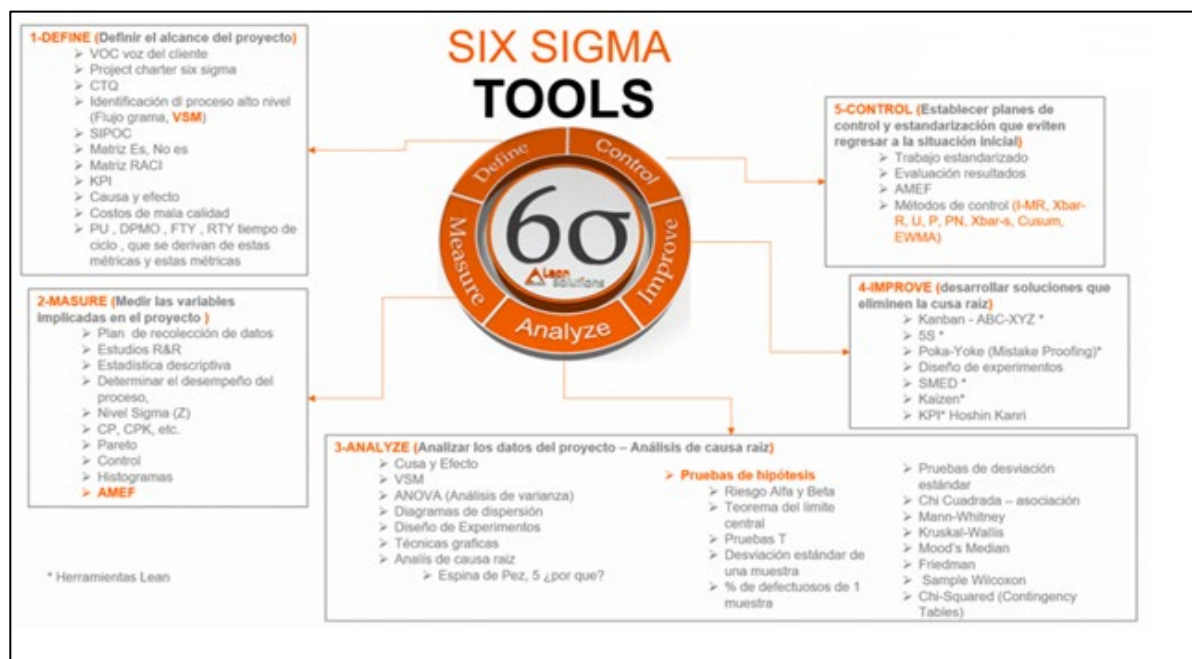 SIX SIGMA
TOOLS
1-DEFINE (Definir el alcance del proyecto)
VOC voz del cliente
Project charter six sigma
CTQ
Identificación dl proceso alto nivel
(Flujo grama, VSM)
SIPOC
Matriz Es, No es
Matriz RACI
KPI
Causa y efecto
Costos de mala calidad
PU , DPMO , FTY , RTY tiempo de
ciclo , que se derivan de estas
métricas y estas métricas
2-MASURE (Medir las variables
implicadas en el proyecto )
Plan de recolección de datos
Estudios R&R
Estadística descriptiva
Determinar el desempeño del
proceso,
Nivel Sigma (Z)
CP, CPK, etc.
Pareto
Control
Histogramas
AMEF
* Herramientas Lean
Define
Control
Measure
Improve
Analyze
6σ
Lean
Solutions
3-ANALYZE (Analizar los datos del proyecto – Análisis de causa raíz)
Cusa y Efecto
VSM
ANOVA (Análisis de varianza)
Diagramas de dispersión
Diseño de Experimentos
Técnicas graficas
Analís de causa raiz
Espina de Pez, 5 ¿por que?
Pruebas de hipótesis
Riesgo Alfa y Beta
Teorema del limite
central
Pruebas T
Desviación estándar de
una muestra
% de defectuosos de 1
muestra
Pruebas de desviación
estándar
Chi Cuadrada – asociación
Mann-Whitney
Kruskal-Wallis
Mood's Median
Friedman
Sample Wilcoxon
Chi-Squared (Contingency
Tables)
4-IMPROVE (desarrollar soluciones que
eliminen la cusa raíz)
Kanban - ABC-XYZ *
5S *
Poka-Yoke (Mistake Proofing)*
Diseño de experimentos
SMED *
Kaizen*
KPI* Hoshin Kanri
5-CONTROL (Establecer planes de
control y estandarización que eviten
regresar a la situación inicial)
Trabajo estandarizado
Evaluación resultados
AMEF
Métodos de control (I-MR, Xbar-
R, U, P, PN, Xbar-s, Cusum,
EWMA)